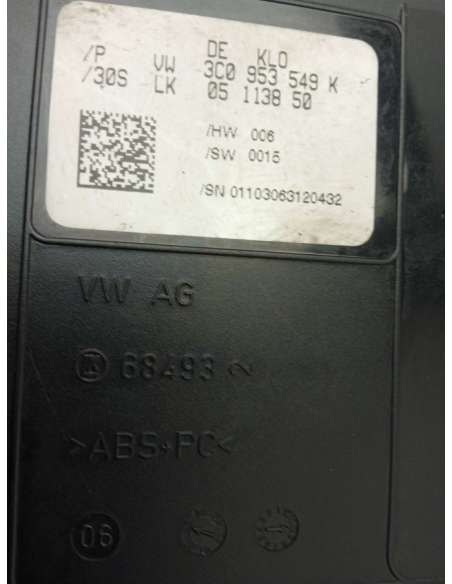 DE KLO
/P VW 3C0 953 549 K
/30S LK 05 1138 50
/HW 006
/SW 0015
/SN 01103063120432
VW AG
68493 2
>ABS+PC<
06